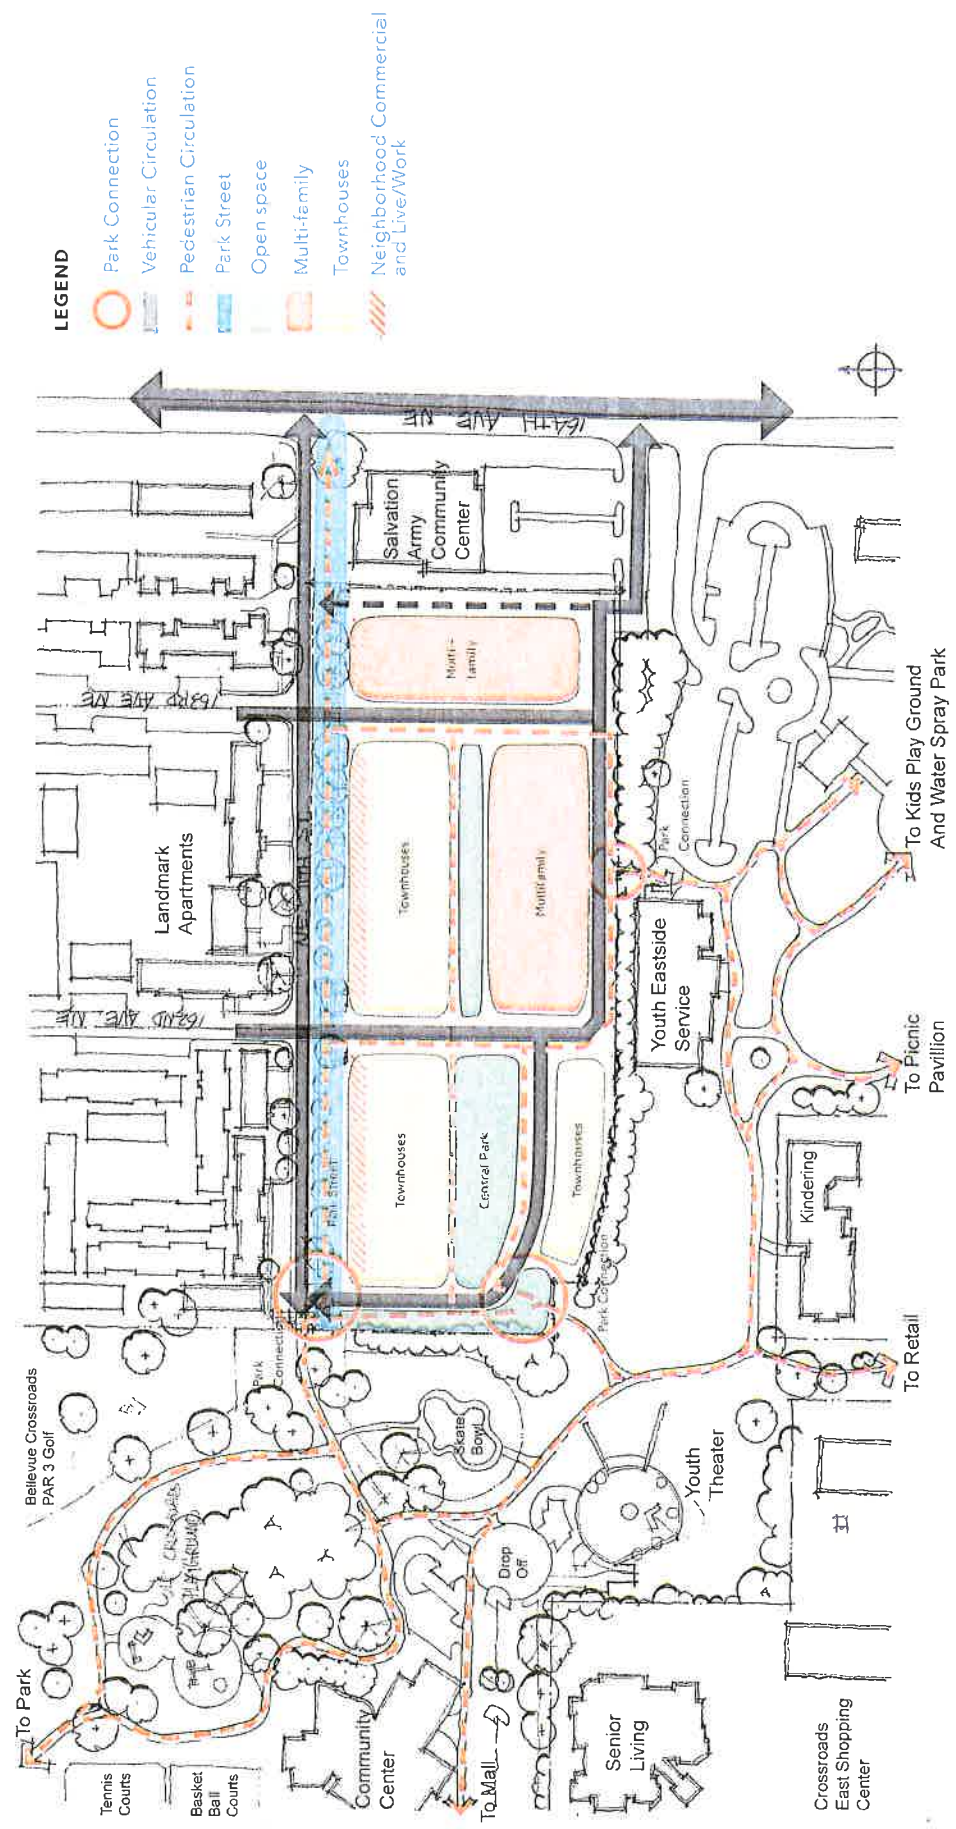 LEGEND
Park Connection
Vehicular Circulation
Pedestrian Circulation
Park Street
Open space
Multi-family
Townhouses
Neighborhood Commercial
and Live/Work
164TH AVE NE
Salvation
Army
Community
Center
163RD AVE NE
Multi-
family
Landmark
Apartments
Townhouses
Multifamily
Park
Connection
To Kids Play Ground
And Water Spray Park
162ND AVE NE
Youth Eastside
Service
To Picnic
Pavillion
Park Street
Townhouses
Central Park
Townhouses
Kindering
Park
Connection
Park Connection
To Retail
Bellevue Crossroads
PAR 3 Golf
Skate
Bowl
Youth
Theater
Drop
Off
PLAYGROUND
To Park
Tennis
Courts
Basket
Ball
Courts
Community
Center
To Mall
Senior
Living
Crossroads
East Shopping
Center